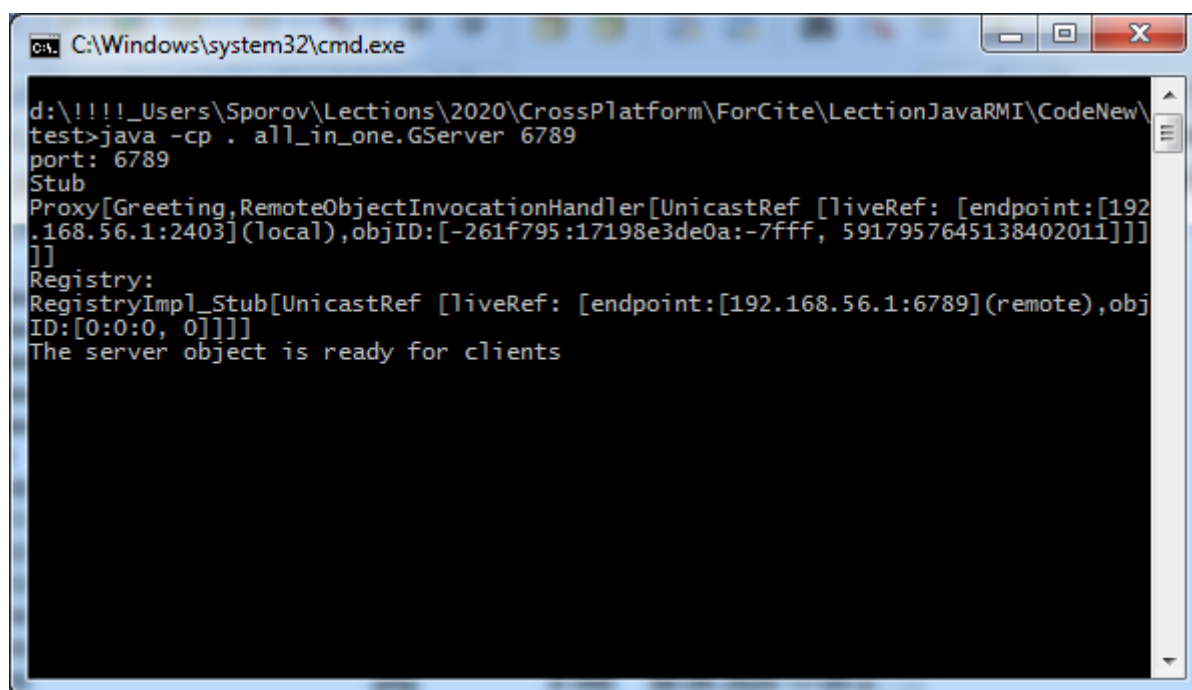 C:\Windows\system32\cmd.exe
d:\!!!!_Users\Sporov\Lections\2020\CrossPlatform\ForCite\LectionJavaRMI\CodeNew\
test>java -cp . all_in_one.GServer 6789
port: 6789
Stub
Proxy[Greeting,RemoteObjectInvocationHandler[UnicastRef [liveRef: [endpoint:[192
.168.56.1:2403](local),objID:[-261f795:17198e3de0a:-7fff, 5917957645138402011]]]
]]
Registry:
RegistryImpl_Stub[UnicastRef [liveRef: [endpoint:[192.168.56.1:6789](remote),obj
ID:[0:0:0, 0]]]]
The server object is ready for clients